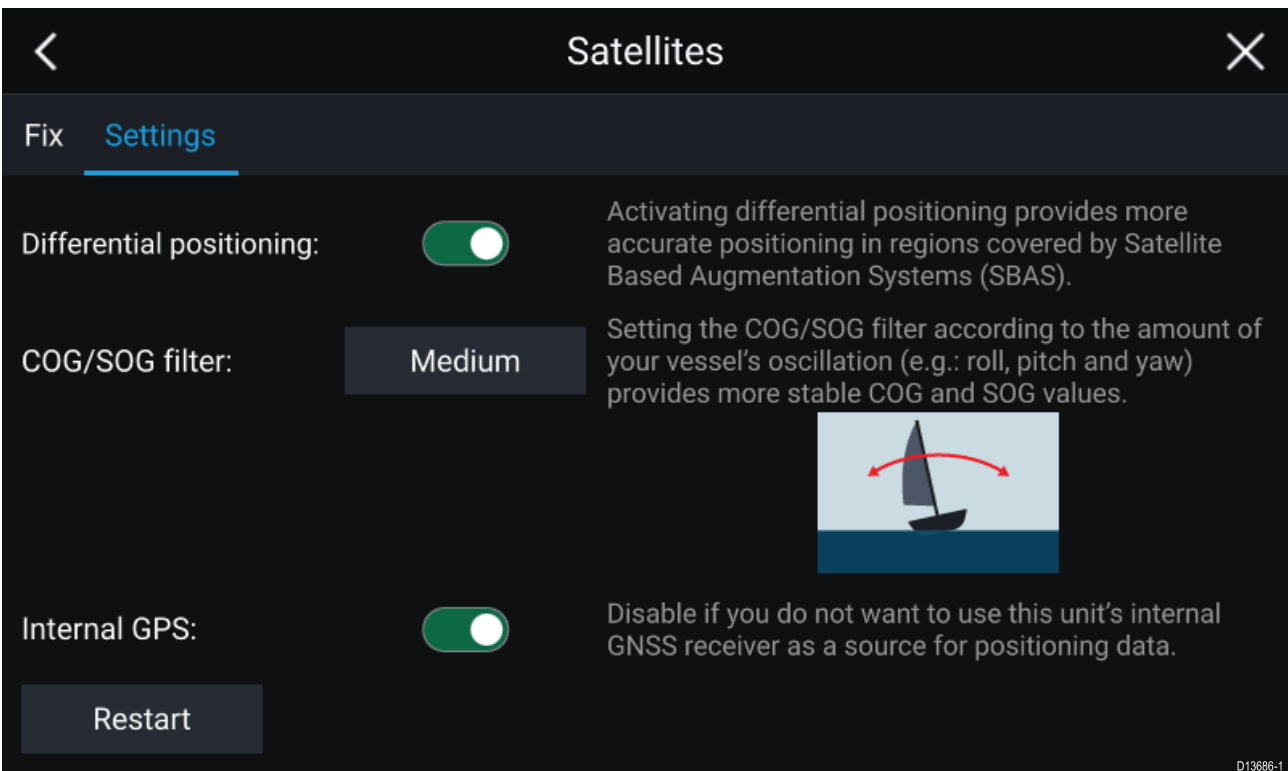 Satellites
Fix Settings
Differential positioning:
Activating differential positioning provides more
accurate positioning in regions covered by Satellite
Based Augmentation Systems (SBAS).
COG/SOG filter:
Medium
Setting the COG/SOG filter according to the amount of
your vessel’s oscillation (e.g.: roll, pitch and yaw)
provides more stable COG and SOG values.
Internal GPS:
Disable if you do not want to use this unit’s internal
GNSS receiver as a source for positioning data.
Restart
D13686-1